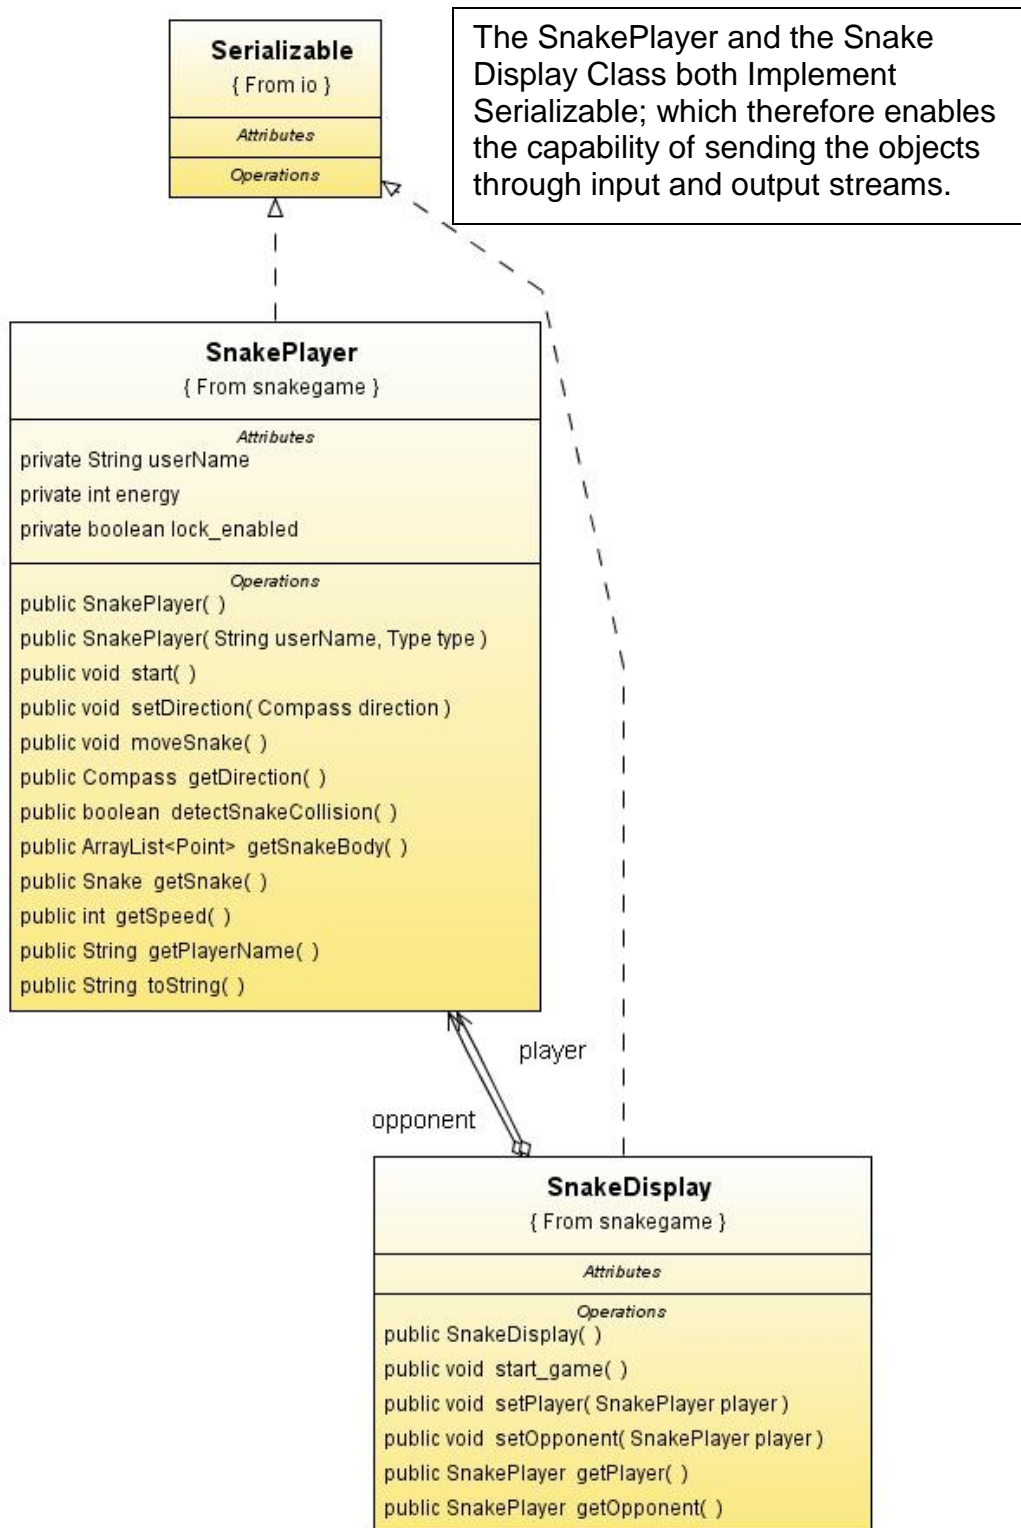 Serializable
{ From io }
Attributes
Operations
The SnakePlayer and the Snake
Display Class both Implement
Serializable; which therefore enables
the capability of sending the objects
through input and output streams.
SnakePlayer
{ From snakegame }
Attributes
private String userName
private int energy
private boolean lock_enabled
Operations
public SnakePlayer( )
public SnakePlayer( String userName, Type type )
public void start( )
public void setDirection( Compass direction )
public void moveSnake( )
public Compass getDirection( )
public boolean detectSnakeCollision( )
public ArrayList<Point> getSnakeBody( )
public Snake getSnake( )
public int getSpeed( )
public String getPlayerName( )
public String toString( )
player
opponent
SnakeDisplay
{ From snakegame }
Attributes
Operations
public SnakeDisplay( )
public void start_game( )
public void setPlayer( SnakePlayer player )
public void setOpponent( SnakePlayer player )
public SnakePlayer getPlayer( )
public SnakePlayer getOpponent( )